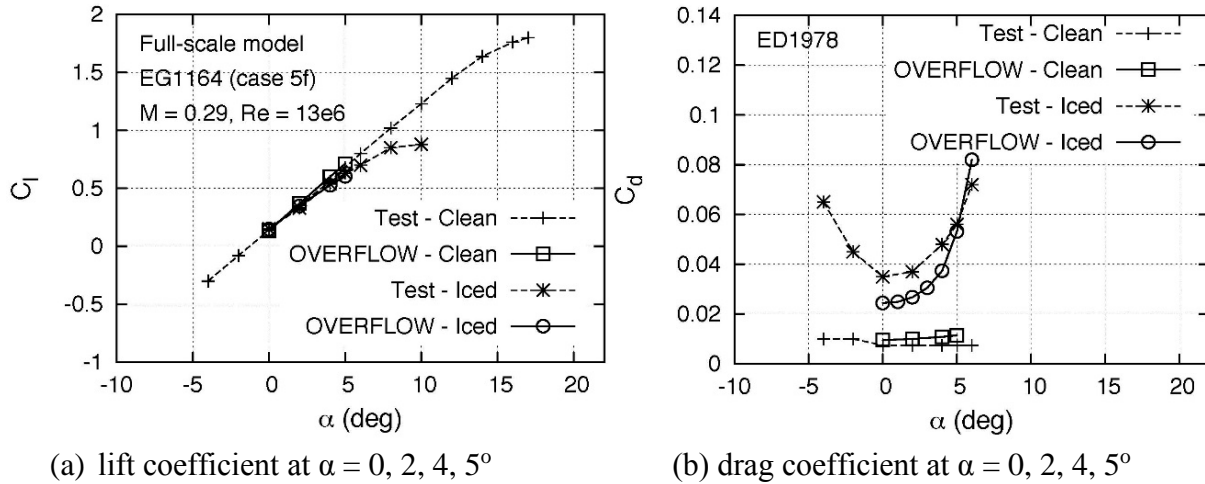 2
1.5
1
0.5
0
-0.5
-1
C_l
Full-scale model
EG1164 (case 5f)
M = 0.29, Re = 13e6
Test - Clean
OVERFLOW - Clean
Test - Iced
OVERFLOW - Iced
-10 -5 0 5 10 15 20
α (deg)
(a) lift coefficient at α = 0, 2, 4, 5º
0.14
0.12
0.1
0.08
0.06
0.04
0.02
0
C_d
ED1978
Test - Clean
OVERFLOW - Clean
Test - Iced
OVERFLOW - Iced
-10 -5 0 5 10 15 20
α (deg)
(b) drag coefficient at α = 0, 2, 4, 5º